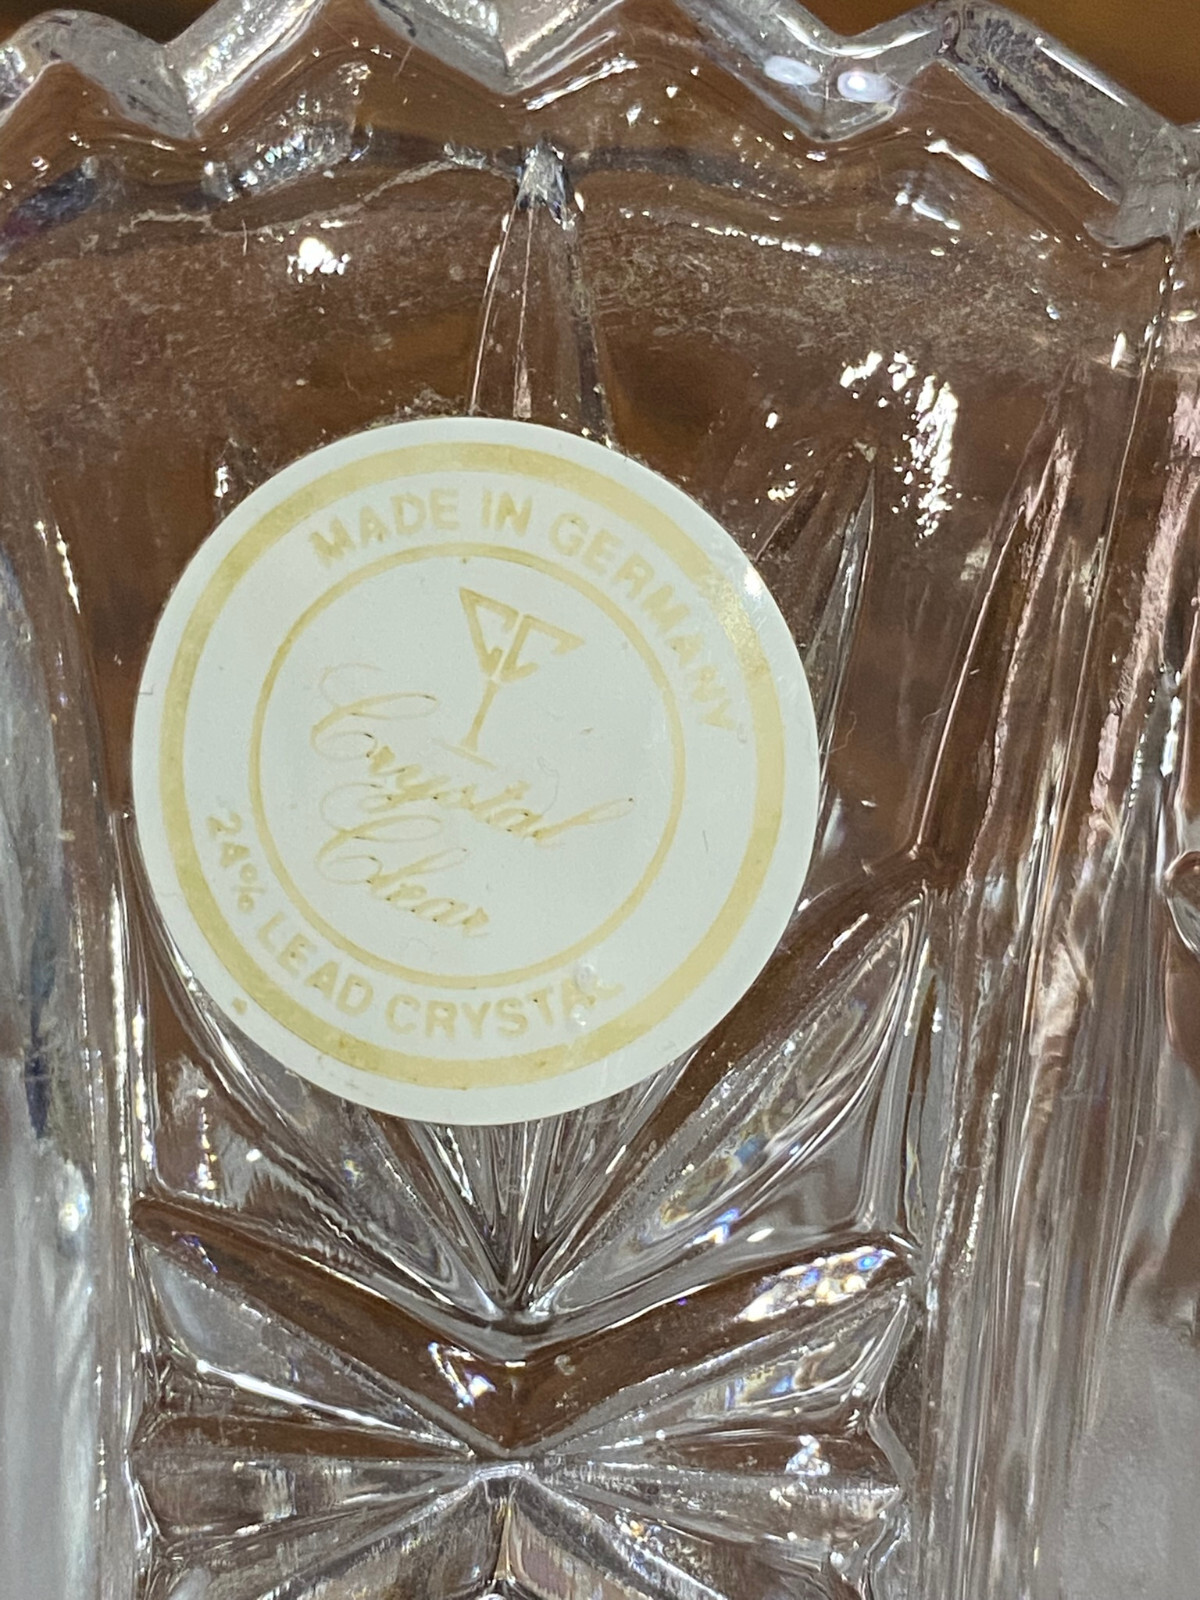 MADE IN GERMANY
CC
Crystal
Clear
24% LEAD CRYSTAL